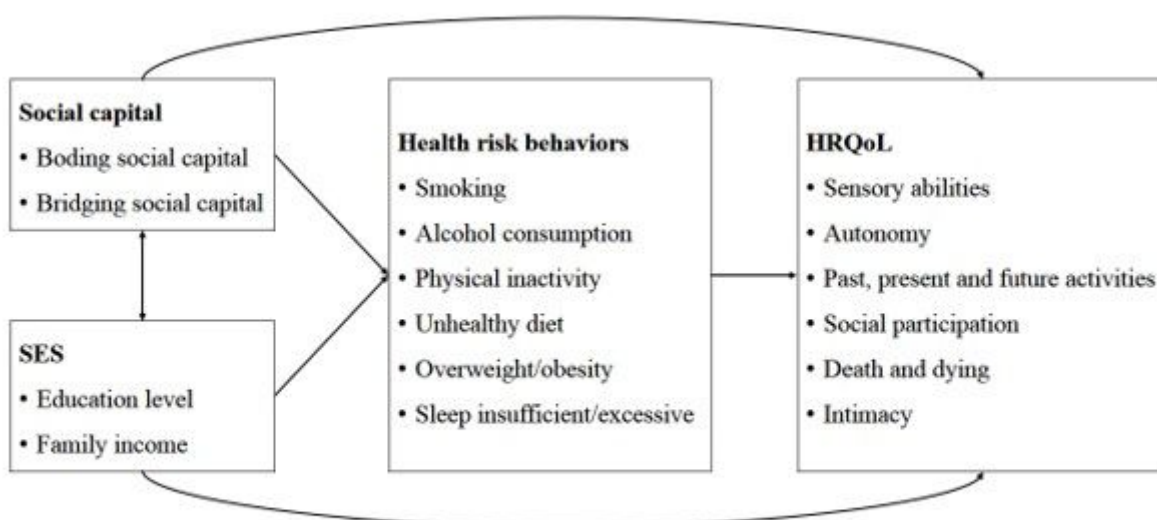 Social capital
• Boding social capital
• Bridging social capital
SES
• Education level
• Family income
Health risk behaviors
• Smoking
• Alcohol consumption
• Physical inactivity
• Unhealthy diet
• Overweight/obesity
• Sleep insufficient/excessive
HRQoL
• Sensory abilities
• Autonomy
• Past, present and future activities
• Social participation
• Death and dying
• Intimacy